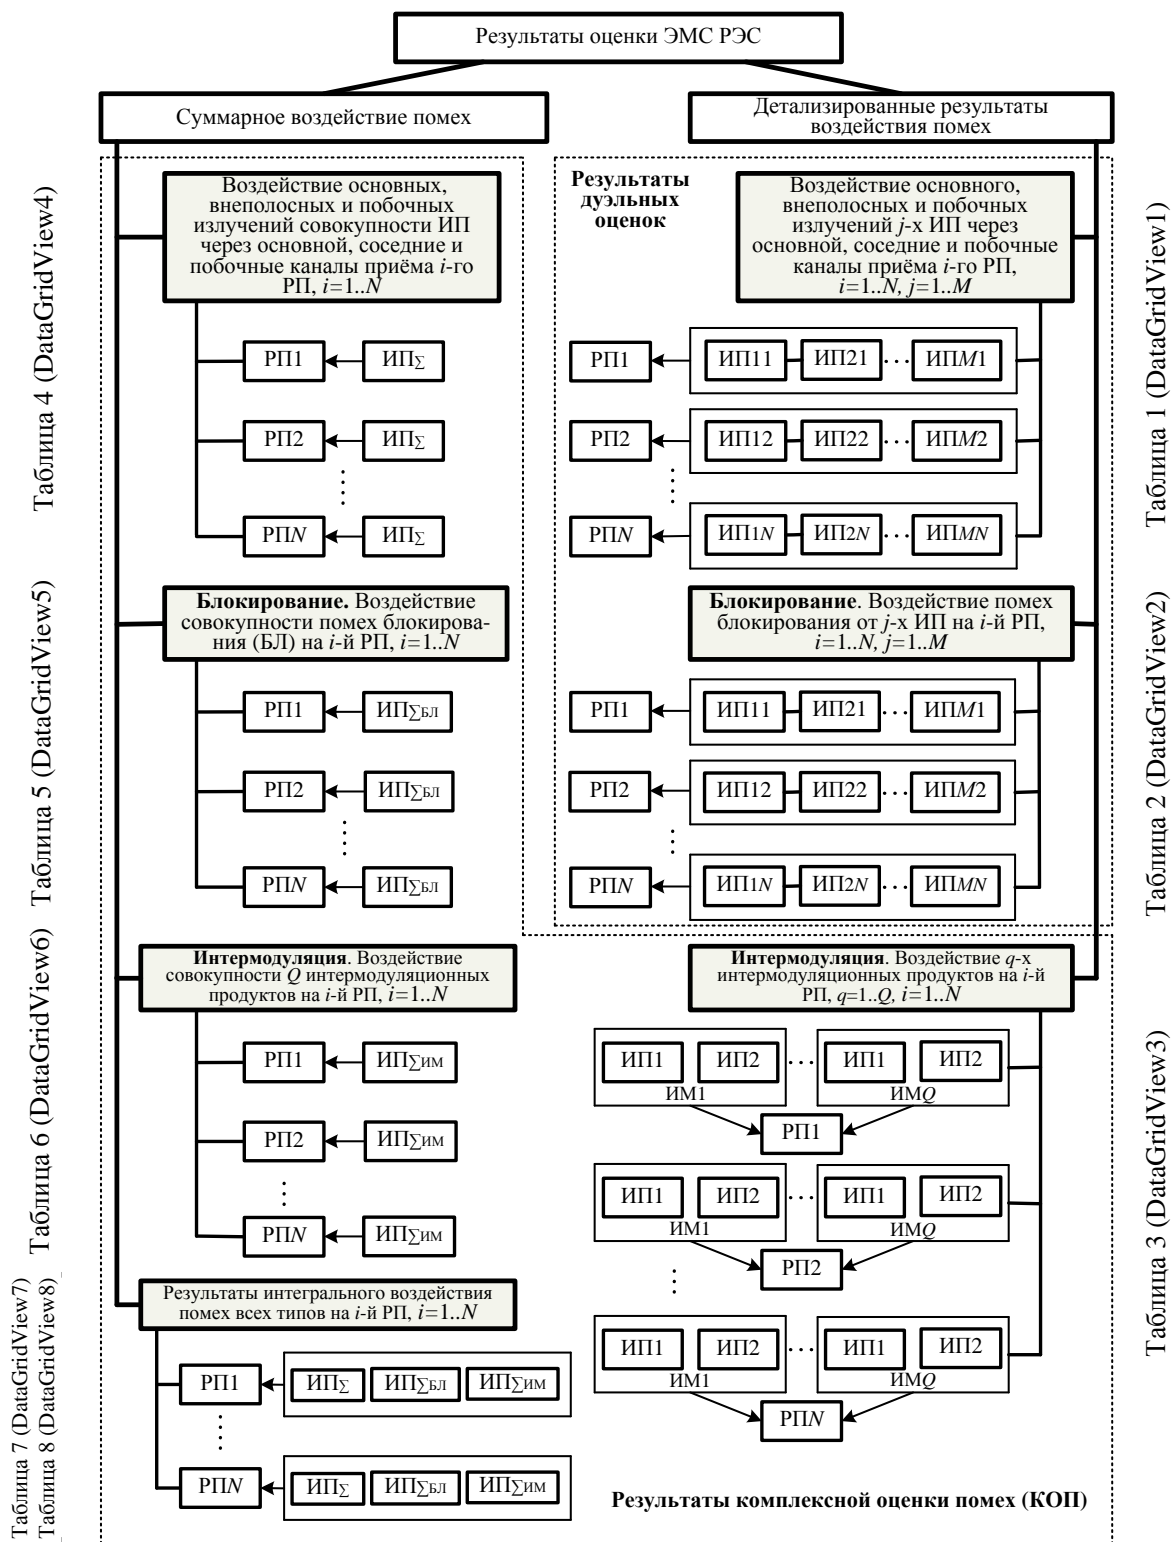 Результаты оценки ЭМС РЭС
Суммарное воздействие помех
Детализированные результаты
воздействия помех
Таблица 4 (DataGridView4)
Воздействие основных,
внеполосных и побочных
излучений совокупности ИП
через основной, соседние и
побочные каналы приёма i-го
РП, i=1..N
РП1
ИП∑
РП2
ИП∑
РПN
ИП∑
Результаты
дуэльных
оценок
Воздействие основного,
внеполосных и побочных
излучений j-х ИП через
основной, соседние и побочные
каналы приёма i-го РП,
i=1..N, j=1..M
Таблица 1 (DataGridView1)
РП1
ИП11
ИП21
...
ИПM1
РП2
ИП12
ИП22
...
ИПM2
РПN
ИП1N
ИП2N
...
ИПMN
Таблица 5 (DataGridView5)
Блокирование. Воздействие
совокупности помех блокирова-
ния (БЛ) на i-й РП, i=1..N
РП1
ИП∑БЛ
РП2
ИП∑БЛ
РПN
ИП∑БЛ
Блокирование. Воздействие помех
блокирования от j-х ИП на i-й РП,
i=1..N, j=1..M
Таблица 2 (DataGridView2)
РП1
ИП11
ИП21
...
ИПM1
РП2
ИП12
ИП22
...
ИПM2
РПN
ИП1N
ИП2N
...
ИПMN
Таблица 6 (DataGridView6)
Интермодуляция. Воздействие
совокупности Q интермодуляционных
продуктов на i-й РП, i=1..N
РП1
ИП∑ИМ
РП2
ИП∑ИМ
РПN
ИП∑ИМ
Интермодуляция. Воздействие q-х
интермодуляционных продуктов на i-й
РП, q=1..Q, i=1..N
Таблица 3 (DataGridView3)
ИП1
ИП2
...
ИП1
ИП2
ИМ1
ИМQ
РП1
ИП1
ИП2
...
ИП1
ИП2
ИМ1
ИМQ
РП2
ИП1
ИП2
...
ИП1
ИП2
ИМ1
ИМQ
РПN
Таблица 7 (DataGridView7)
Таблица 8 (DataGridView8)
Результаты интегрального воздействия
помех всех типов на i-й РП, i=1..N
РП1
ИП∑
ИП∑БЛ
ИП∑ИМ
РПN
ИП∑
ИП∑БЛ
ИП∑ИМ
Результаты комплексной оценки помех (КОП)